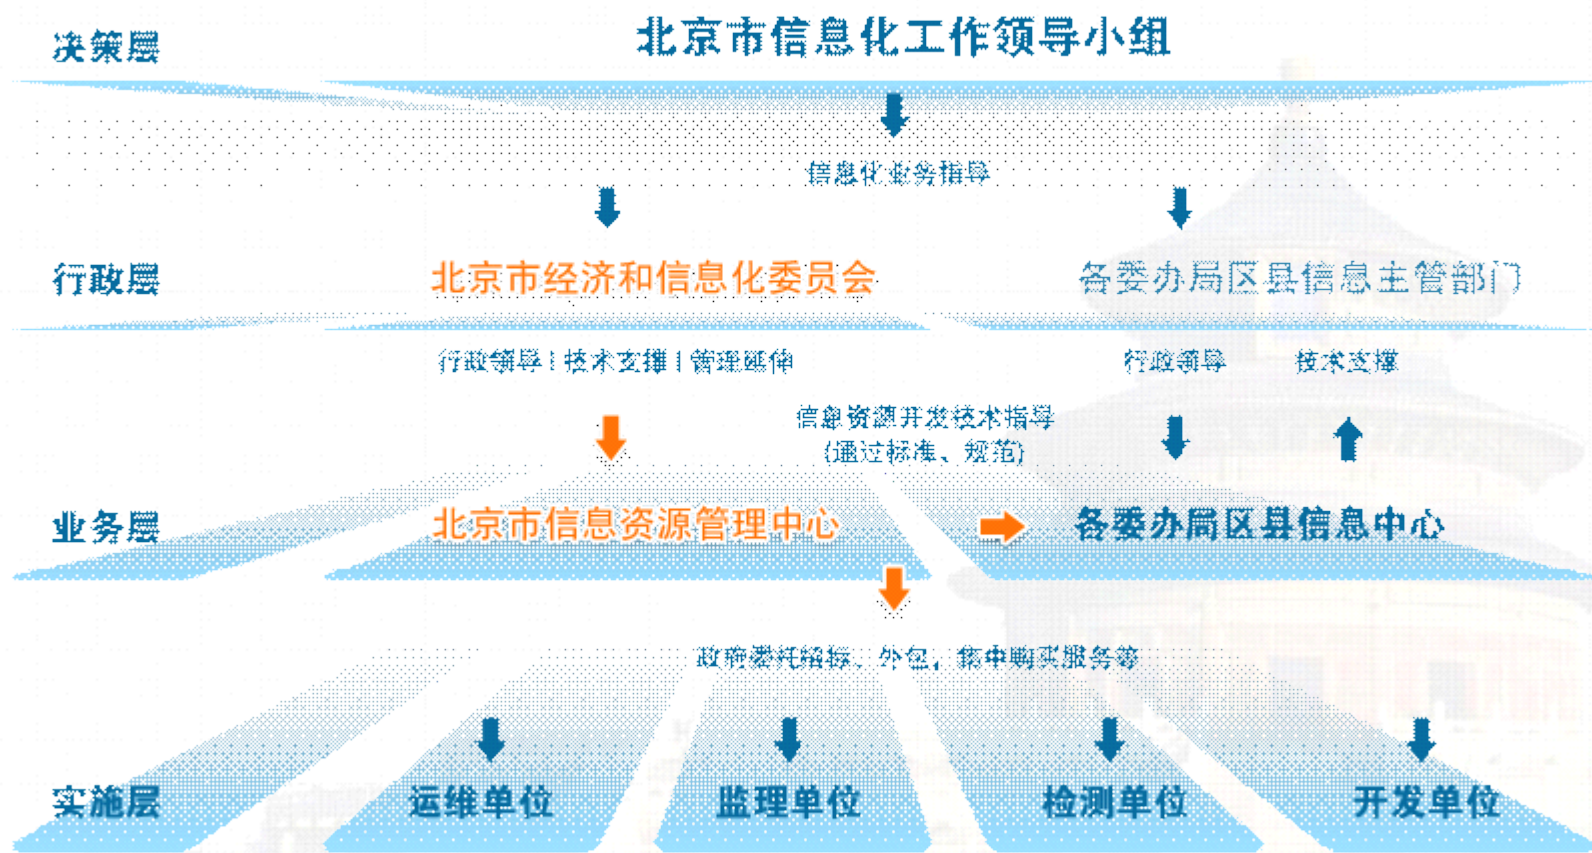 决策层
北京市信息化工作领导小组
信息化业务指导
行政层
北京市经济和信息化委员会
各委办局区县信息主管部门
行政领导 | 技术支撑 | 管理延伸
行政领导
技术支撑
信息资源开发技术指导
(通过标准、规范)
业务层
北京市信息资源管理中心
各委办局区县信息中心
政府委托招标、外包，集中购买服务等
实施层
运维单位
监理单位
检测单位
开发单位